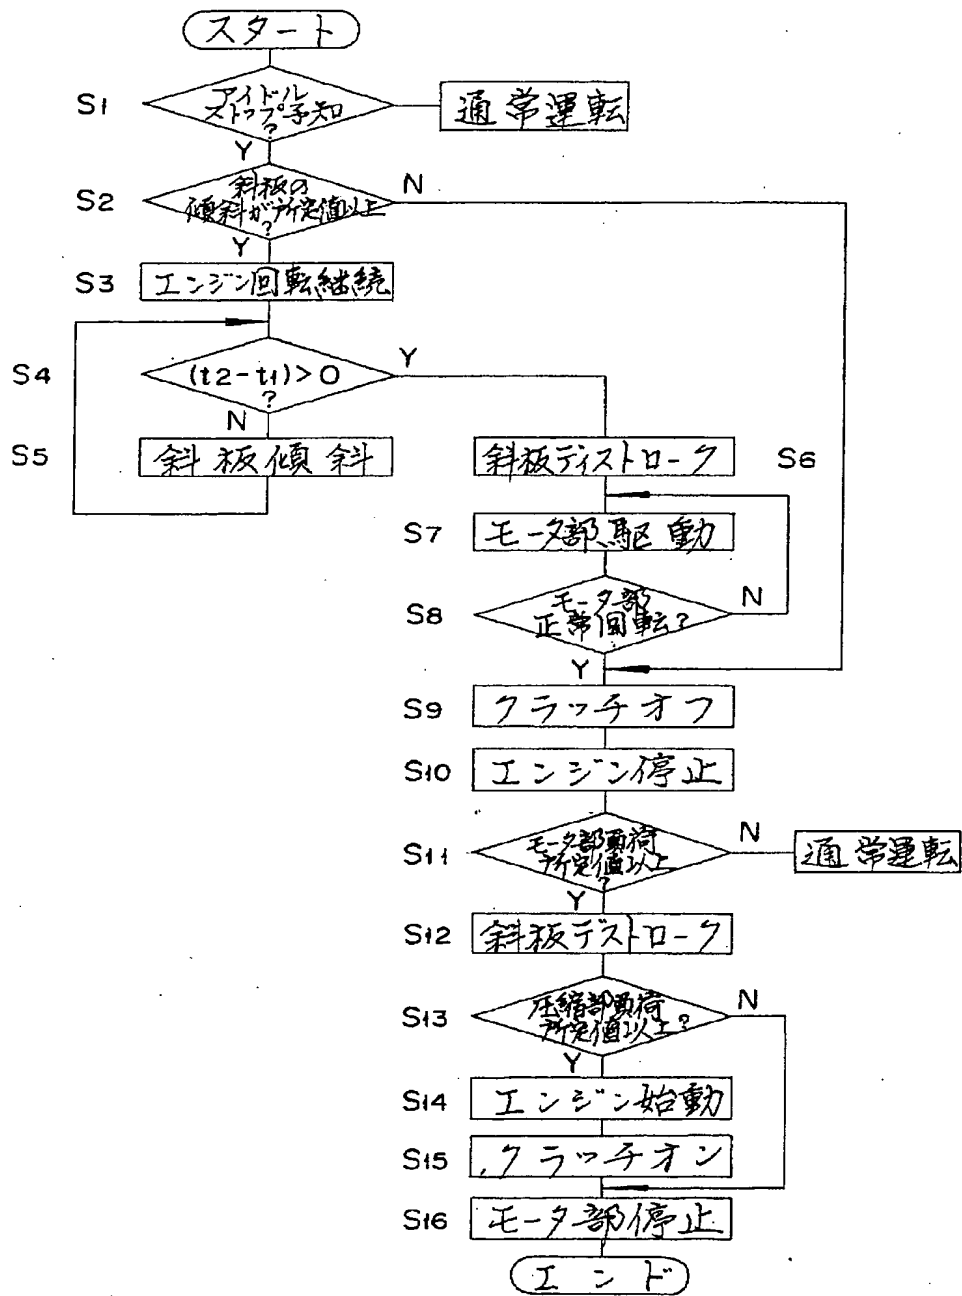 スタート
S1
アイドル
ストップ予知
?
通常運転
Y
S2
斜板の
傾斜が所定値以上
?
N
Y
S3
エンジン回転継続
S4
(t2-t1)>0
?
Y
N
S5
斜板傾斜
斜板ディストローク
S6
S7
モータ部駆動
S8
モータ部
正常回転?
N
Y
S9
クラッチオフ
S10
エンジン停止
S11
モータ部負荷
所定値以上
?
N
通常運転
Y
S12
斜板デストローク
S13
圧縮部負荷
所定値以上?
N
Y
S14
エンジン始動
S15
クラッチオン
S16
モータ部停止
エンド